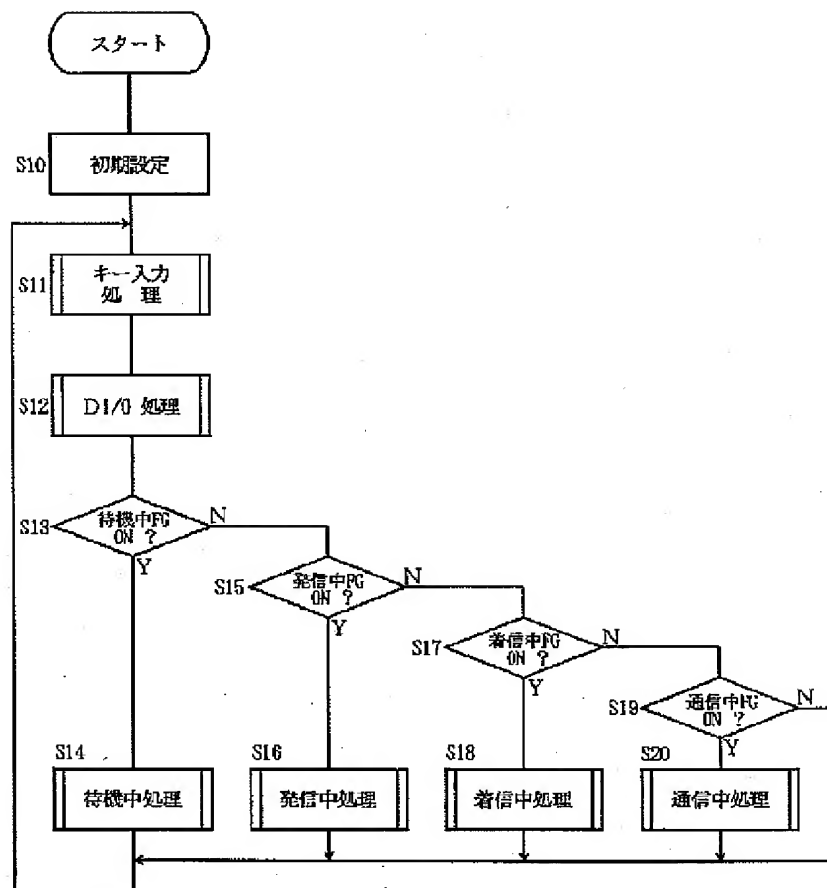 スタート
S10
初期設定
S11
キー入力
処 理
S12
DI/O 処理
S13
待機中FG
ON ?
N
Y
S15
発信中FG
ON ?
N
Y
S17
着信中FG
ON ?
N
Y
S19
通信中FG
ON ?
N
Y
S14
待機中処理
S16
発信中処理
S18
着信中処理
S20
通信中処理